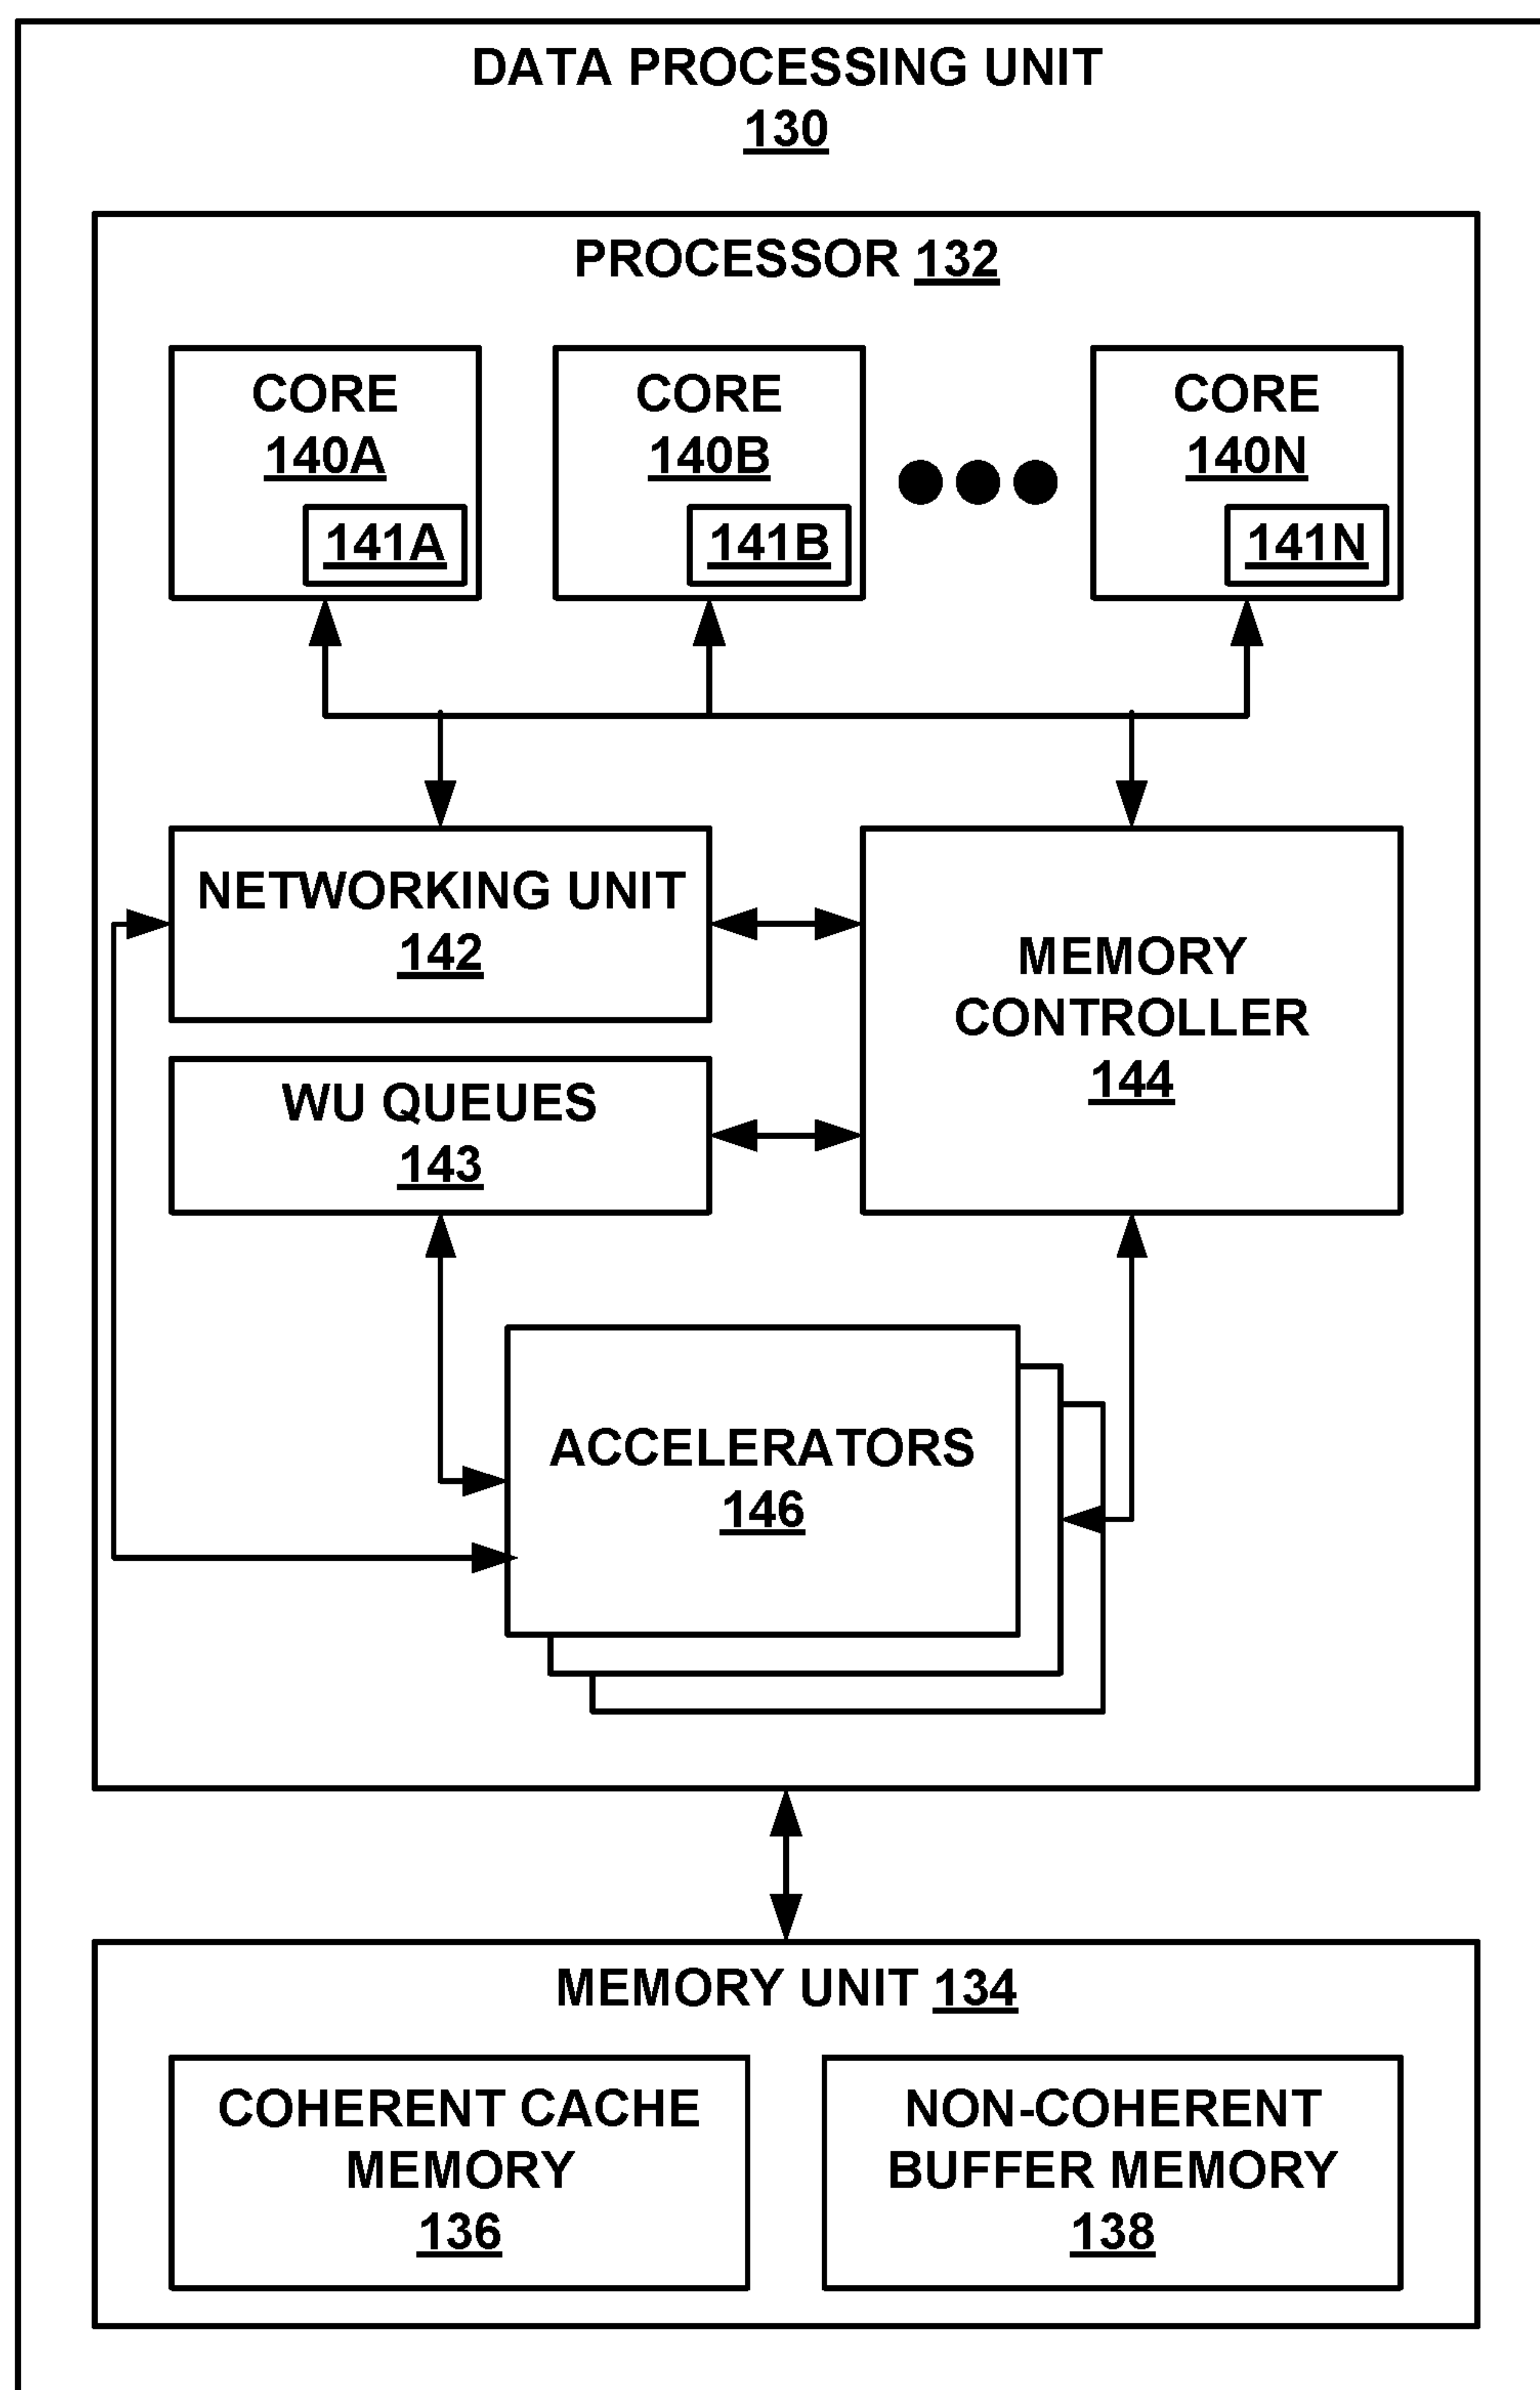 DATA PROCESSING UNIT
130
PROCESSOR 132
CORE
140A
141A
CORE
140B
141B
CORE
140N
141N
NETWORKING UNIT
142
MEMORY
CONTROLLER
144
WU QUEUES
143
ACCELERATORS
146
MEMORY UNIT 134
COHERENT CACHE
MEMORY
136
NON-COHERENT
BUFFER MEMORY
138